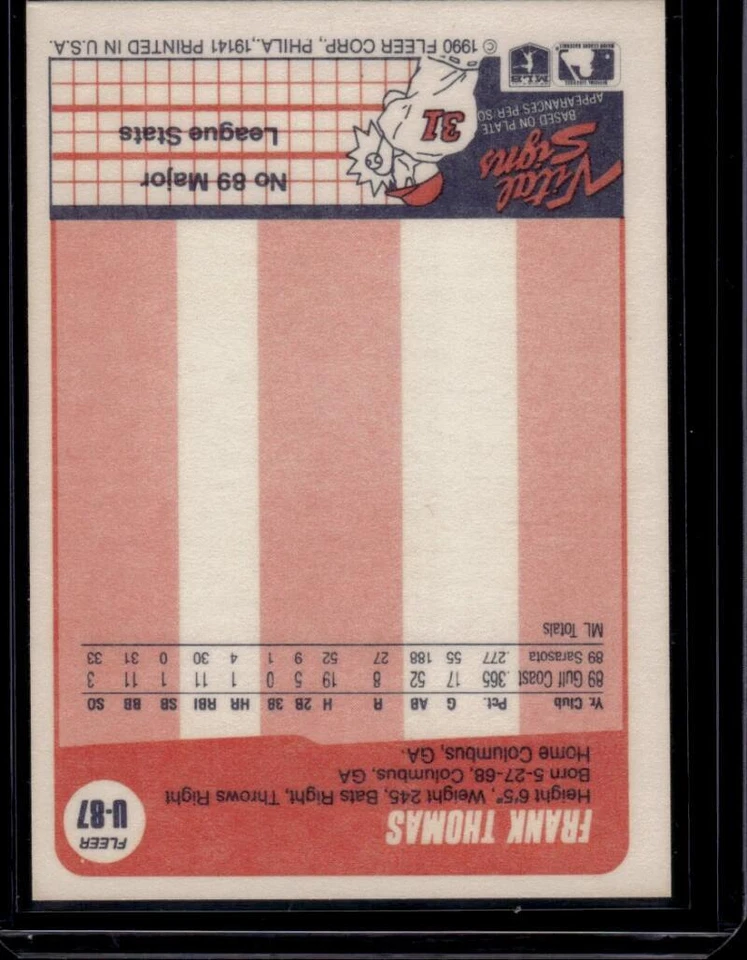 FLEER
U-87
FRANK THOMAS
Height 6'5", Weight 245, Bats Right, Throws Right
Born 5-27-68, Columbus, GA
Home Columbus, GA.
Yr. Club Pct. G AB R H 2B 3B HR RBI SB BB SO
89 Gulf Coast .365 17 52 8 19 5 0 1 11 1 11 3
89 Sarasota .277 55 188 27 52 9 1 4 30 0 31 33
ML Totals
Vital
Signs
BASED ON PLATE
APPEARANCES PER SO
31
No 89 Major
League Stats
MLB
© 1990 FLEER CORP., PHILA., 19141 PRINTED IN U.S.A.